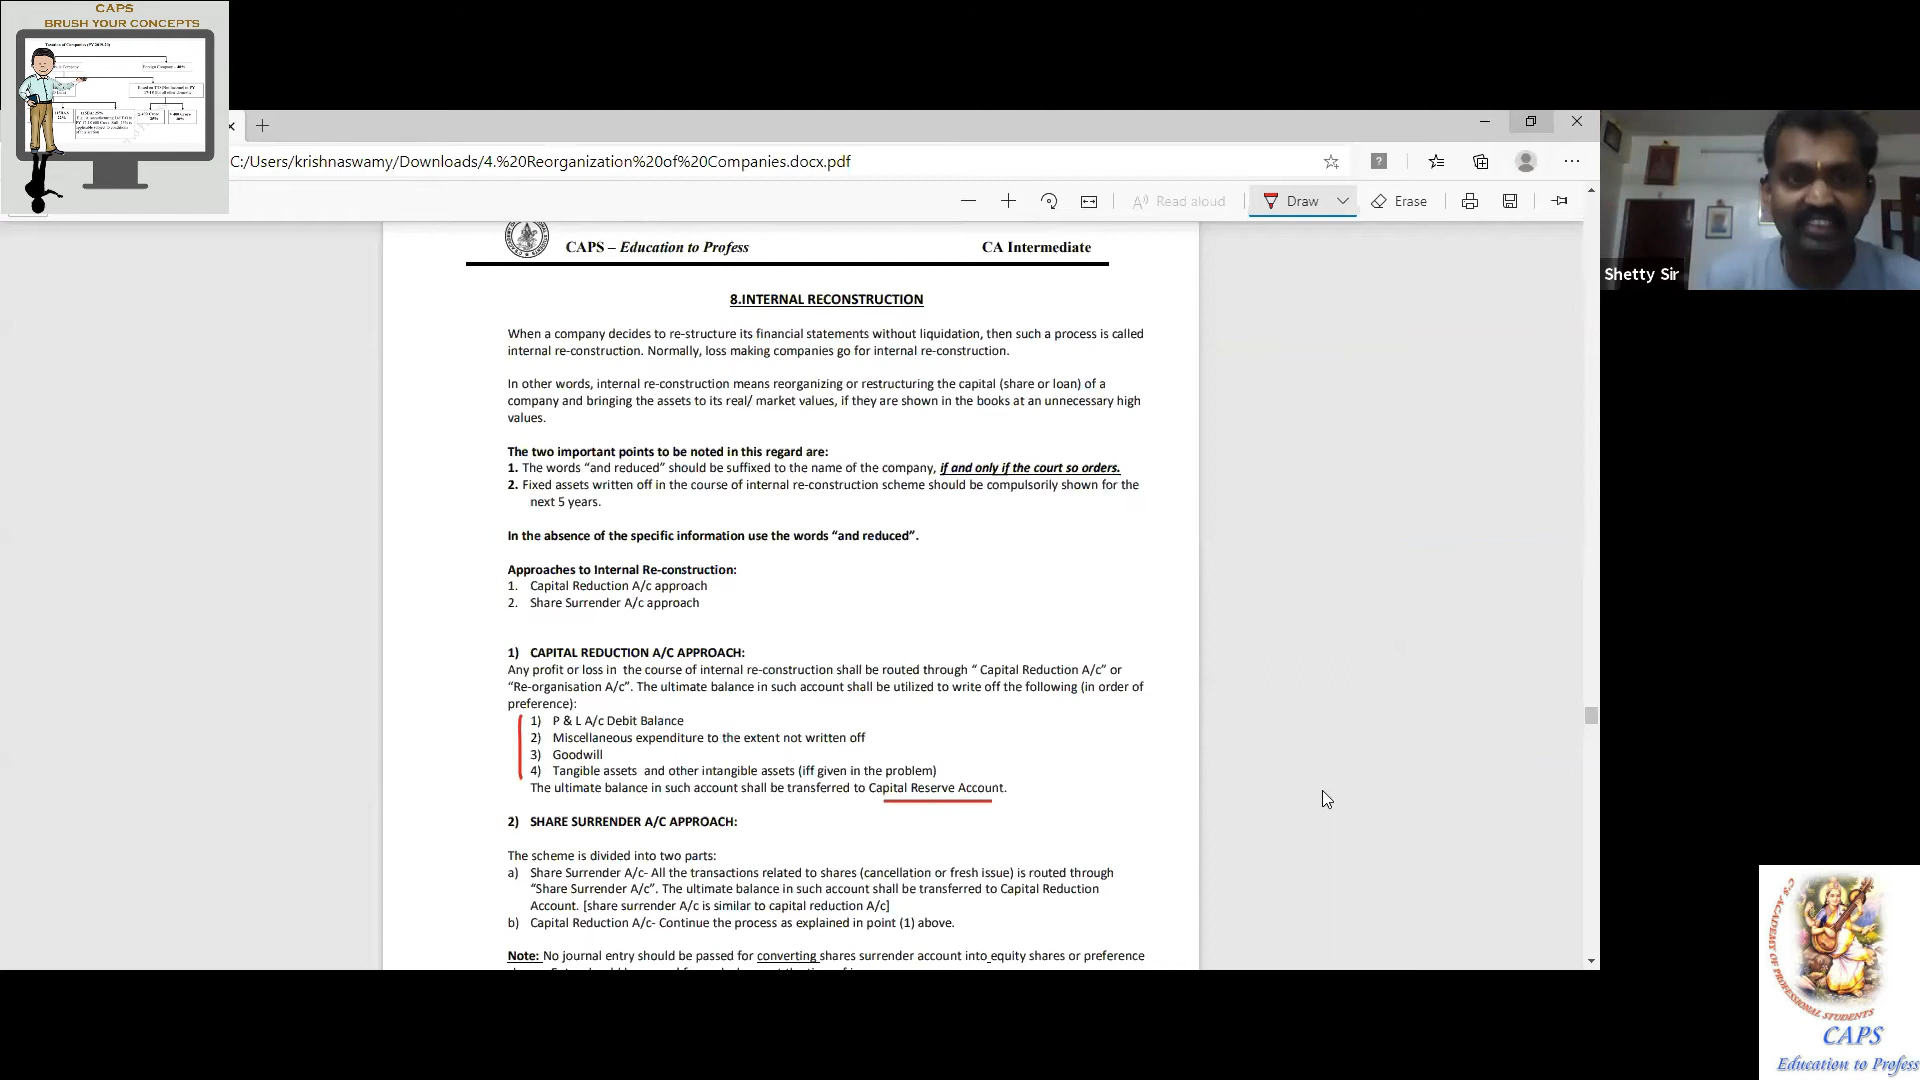 CAPS
BRUSH YOUR CONCEPTS
Taxation of Companies (FY 2019-20)
Foreign Company - 40%
C:/Users/krishnaswamy/Downloads/4.%20Reorganization%20of%20Companies.docx.pdf
Read aloud
Draw
Erase
CAPS – Education to Profess
CA Intermediate
8.INTERNAL RECONSTRUCTION
When a company decides to re-structure its financial statements without liquidation, then such a process is called
internal re-construction. Normally, loss making companies go for internal re-construction.
In other words, internal re-construction means reorganizing or restructuring the capital (share or loan) of a
company and bringing the assets to its real/ market values, if they are shown in the books at an unnecessary high
values.
The two important points to be noted in this regard are:
1. The words “and reduced” should be suffixed to the name of the company, if and only if the court so orders.
2. Fixed assets written off in the course of internal re-construction scheme should be compulsorily shown for the
next 5 years.
In the absence of the specific information use the words “and reduced”.
Approaches to Internal Re-construction:
1. Capital Reduction A/c approach
2. Share Surrender A/c approach
1) CAPITAL REDUCTION A/C APPROACH:
Any profit or loss in the course of internal re-construction shall be routed through “ Capital Reduction A/c” or
“Re-organisation A/c”. The ultimate balance in such account shall be utilized to write off the following (in order of
preference):
1) P & L A/c Debit Balance
2) Miscellaneous expenditure to the extent not written off
3) Goodwill
4) Tangible assets and other intangible assets (iff given in the problem)
The ultimate balance in such account shall be transferred to Capital Reserve Account.
2) SHARE SURRENDER A/C APPROACH:
The scheme is divided into two parts:
a) Share Surrender A/c- All the transactions related to shares (cancellation or fresh issue) is routed through
“Share Surrender A/c”. The ultimate balance in such account shall be transferred to Capital Reduction
Account. [share surrender A/c is similar to capital reduction A/c]
b) Capital Reduction A/c- Continue the process as explained in point (1) above.
Note: No journal entry should be passed for converting shares surrender account into equity shares or preference
Shetty Sir
C'S ACADEMY OF PROFESSIONAL STUDENTS
CAPS
Education to Profess